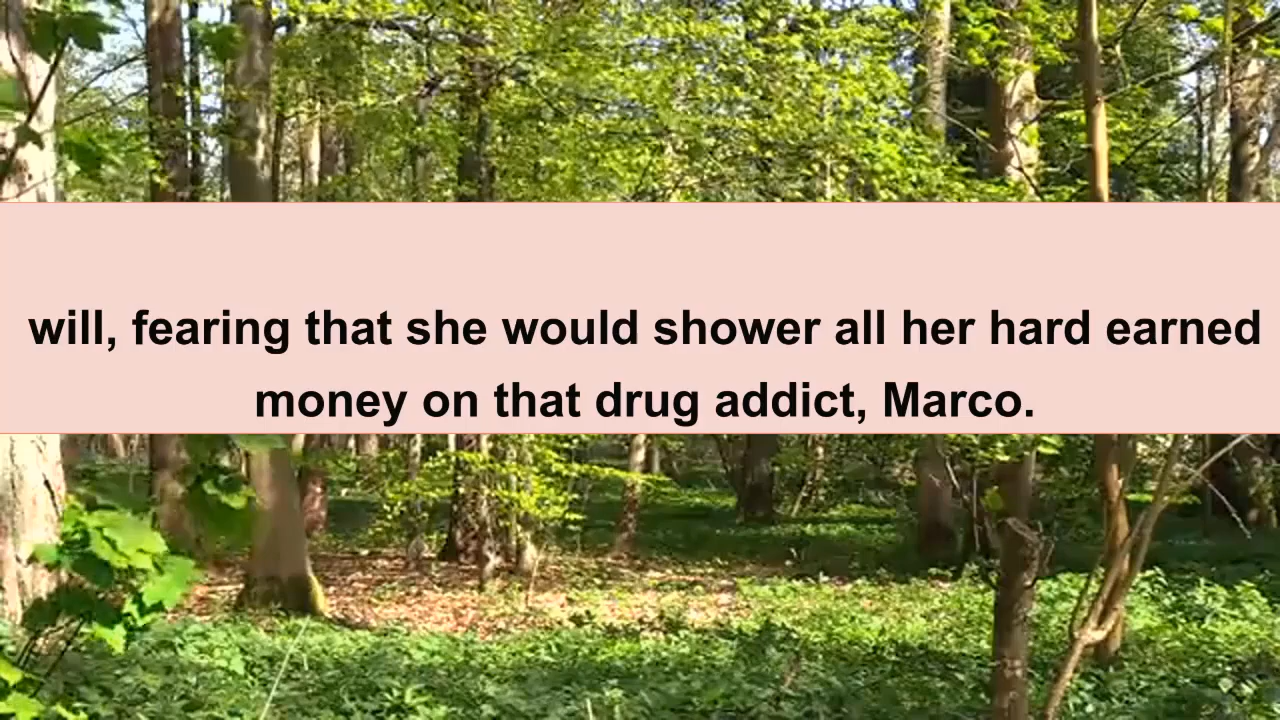 will, fearing that she would shower all her hard earned
money on that drug addict, Marco.